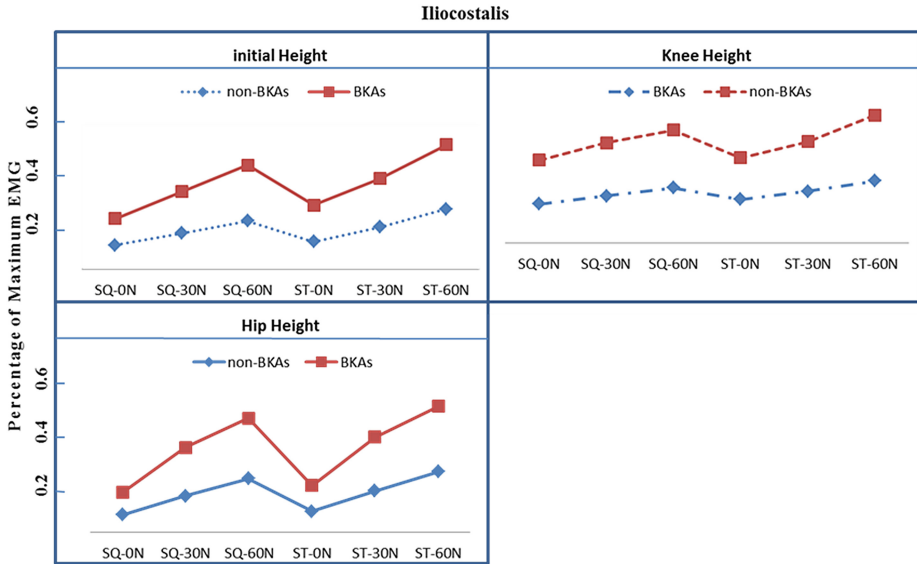 Iliocostalis
initial Height
non-BKAs BKAs
Percentage of Maximum EMG
0.6
0.4
0.2
SQ-0N SQ-30N SQ-60N ST-0N ST-30N ST-60N
Knee Height
BKAs non-BKAs
SQ-0N SQ-30N SQ-60N ST-0N ST-30N ST-60N
Hip Height
non-BKAs BKAs
0.6
0.4
0.2
SQ-0N SQ-30N SQ-60N ST-0N ST-30N ST-60N